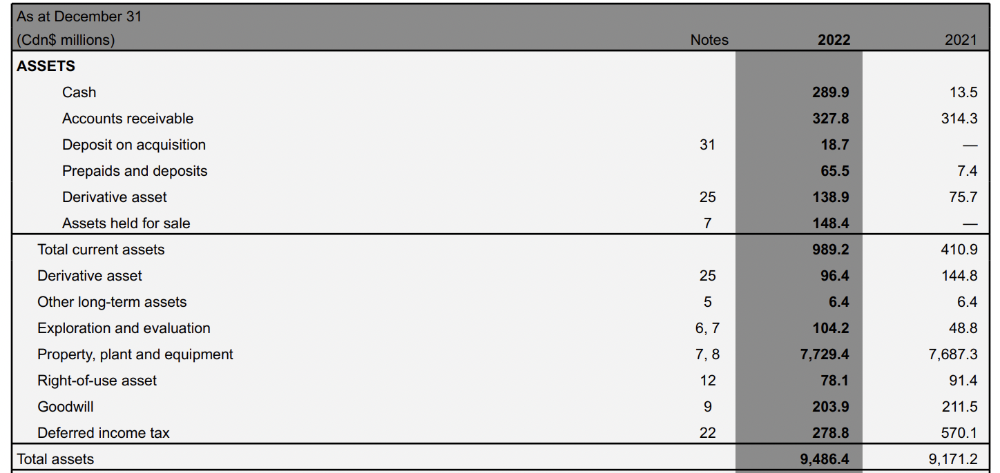 As at December 31
(Cdn$ millions) Notes 2022 2021
ASSETS
Cash 289.9 13.5
Accounts receivable 327.8 314.3
Deposit on acquisition 31 18.7 —
Prepaids and deposits 65.5 7.4
Derivative asset 25 138.9 75.7
Assets held for sale 7 148.4 —
Total current assets 989.2 410.9
Derivative asset 25 96.4 144.8
Other long-term assets 5 6.4 6.4
Exploration and evaluation 6, 7 104.2 48.8
Property, plant and equipment 7, 8 7,729.4 7,687.3
Right-of-use asset 12 78.1 91.4
Goodwill 9 203.9 211.5
Deferred income tax 22 278.8 570.1
Total assets 9,486.4 9,171.2